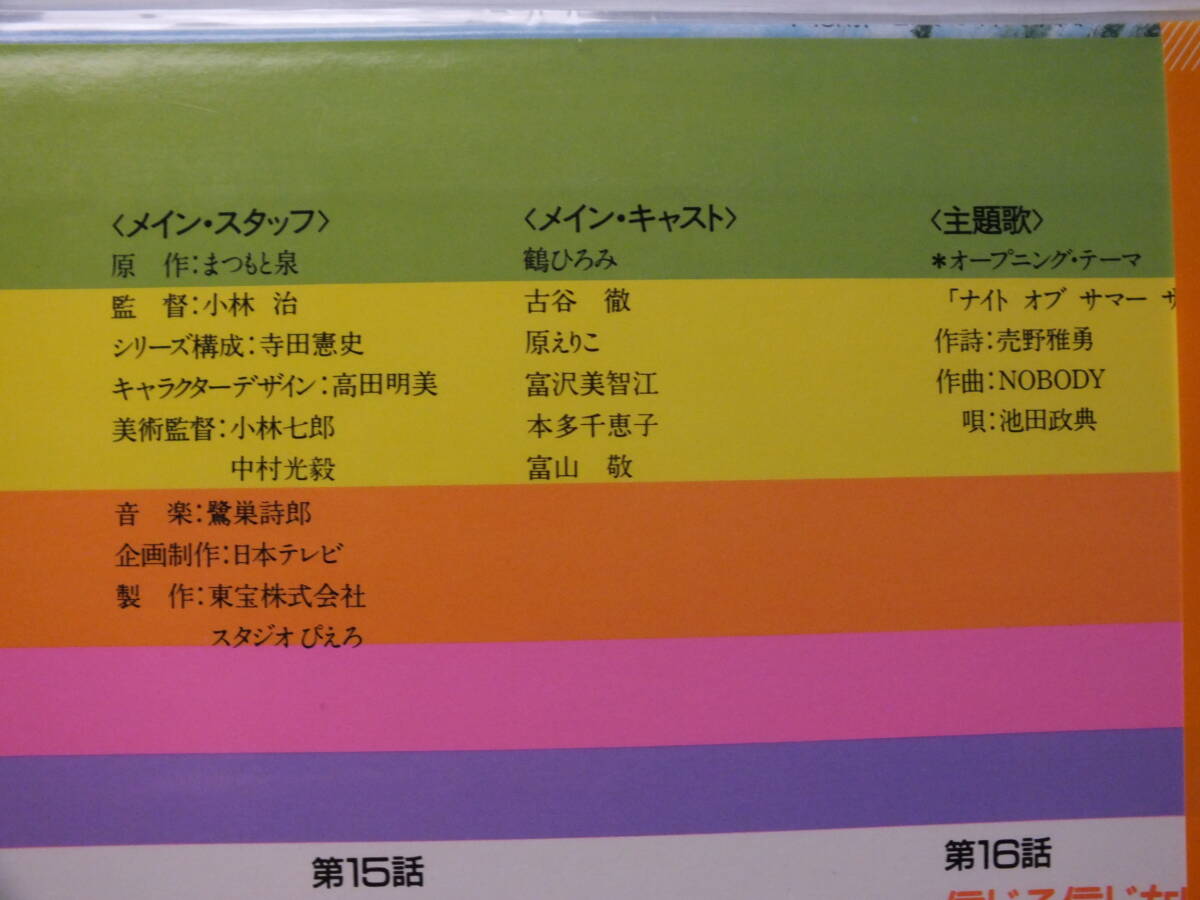 〈メイン・スタッフ〉
原　作：まつもと泉
監　督：小林　治
シリーズ構成：寺田憲史
キャラクターデザイン：高田明美
美術監督：小林七郎
中村光毅
音　楽：鷺巣詩郎
企画制作：日本テレビ
製　作：東宝株式会社
スタジオぴえろ
〈メイン・キャスト〉
鶴ひろみ
古谷　徹
原えりこ
富沢美智江
本多千恵子
富山　敬
〈主題歌〉
＊オープニング・テーマ
「ナイト オブ サマー サ
作詩：売野雅勇
作曲：NOBODY
唄：池田政典
第15話
第16話
信じる信じない